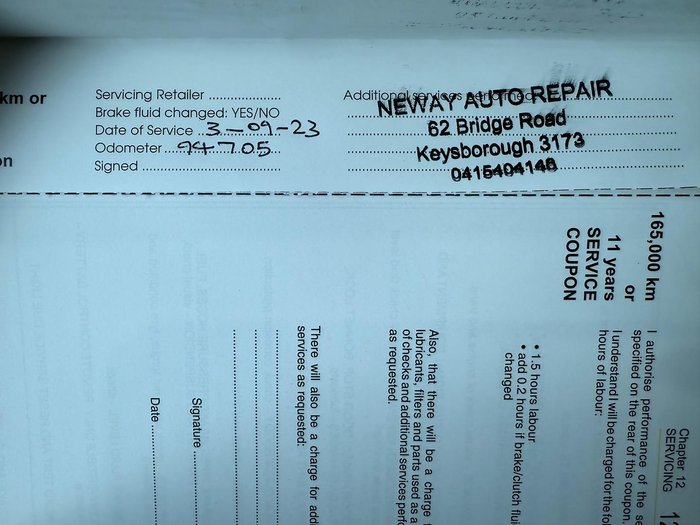 km or
on
Servicing Retailer
Brake fluid changed: YES/NO
Date of Service 3-09-23
Odometer 94705
Signed
Additional services performed
NEWAY AUTO REPAIR
62 Bridge Road
Keysborough 3173
0415404148
Chapter 12
SERVICING 12
165,000 km
or
11 years
SERVICE
COUPON
I authorise performance of the se
specified on the rear of this coupon.
I understand I will be charged for the fol
hours of labour:
• 1.5 hours labour
• add 0.2 hours if brake/clutch flu
changed
Also, that there will be a charge f
lubricants, filters and parts used as a
of checks and additional services perfo
as requested.
There will also be a charge for add
services as requested:
Signature
Date